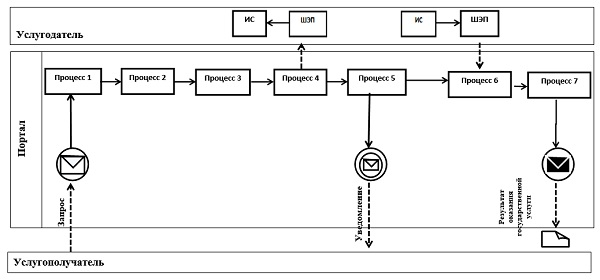 Услугодатель
ИС
ШЭП
ИС
ШЭП
Портал
Процесс 1
Процесс 2
Процесс 3
Процесс 4
Процесс 5
Процесс 6
Процесс 7
Запрос
Уведомление
Результат
оказания
государственной
услуги
Услугополучатель